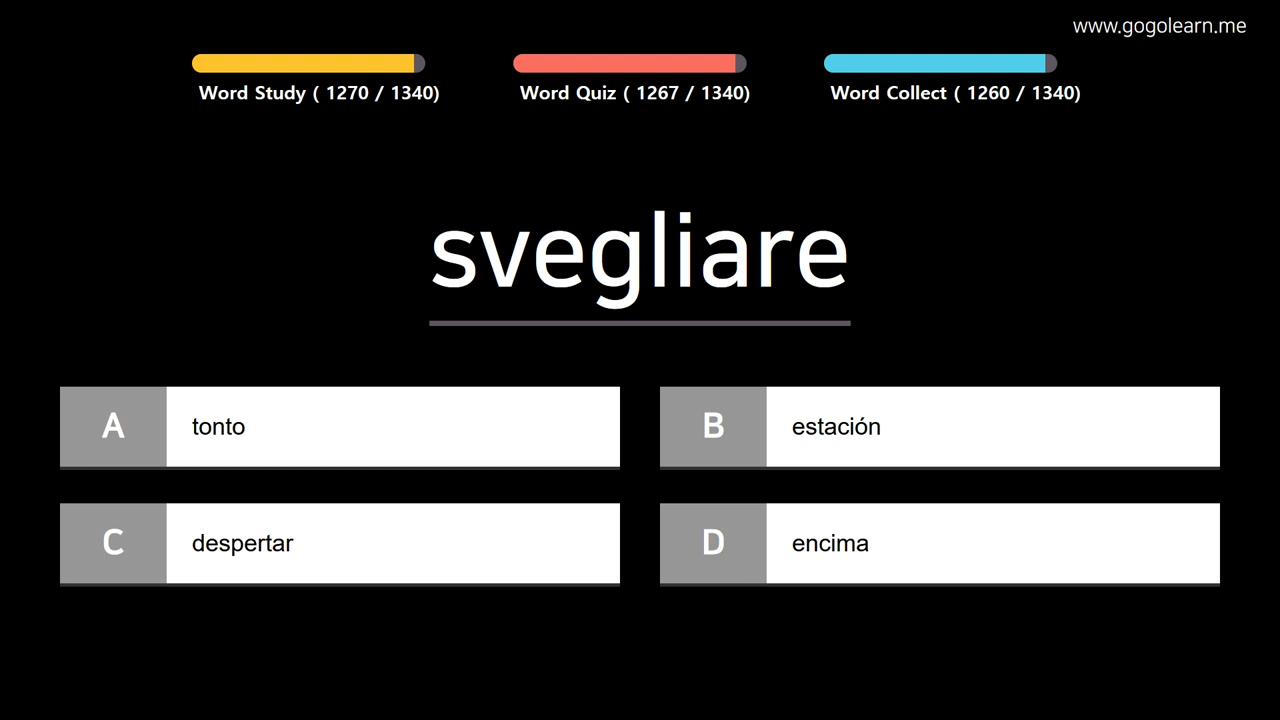 www.gogolearn.me
Word Study ( 1270 / 1340)
Word Quiz ( 1267 / 1340)
Word Collect ( 1260 / 1340)
svegliare
A
tonto
B
estación
C
despertar
D
encima